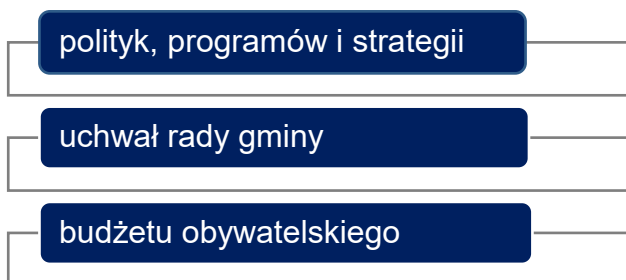 polityk, programów i strategii
uchwał rady gminy
budżetu obywatelskiego